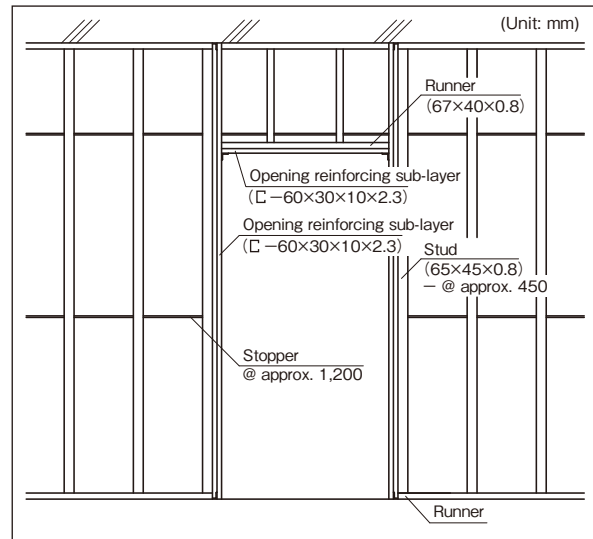 (Unit: mm)
Runner
(67×40×0.8)
Opening reinforcing sub-layer
(⊏−60×30×10×2.3)
Opening reinforcing sub-layer
(⊏−60×30×10×2.3)
Stud
(65×45×0.8)
− @ approx. 450
Stopper
@ approx. 1,200
Runner